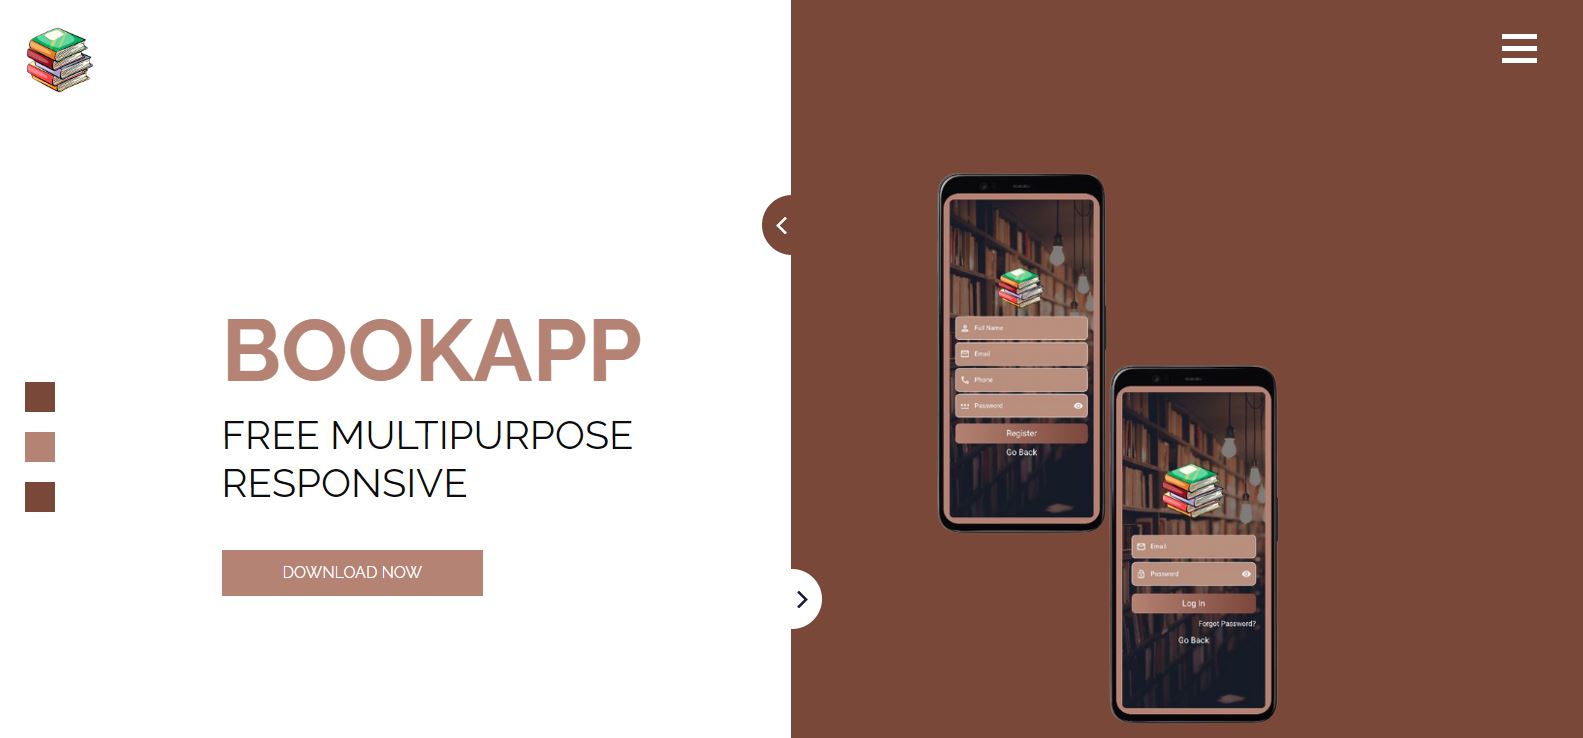 BOOKAPP
FREE MULTIPURPOSE
RESPONSIVE
DOWNLOAD NOW
Full Name
Email
Phone
Password
Register
Go Back
Email
Password
Log In
Forgot Password?
Go Back